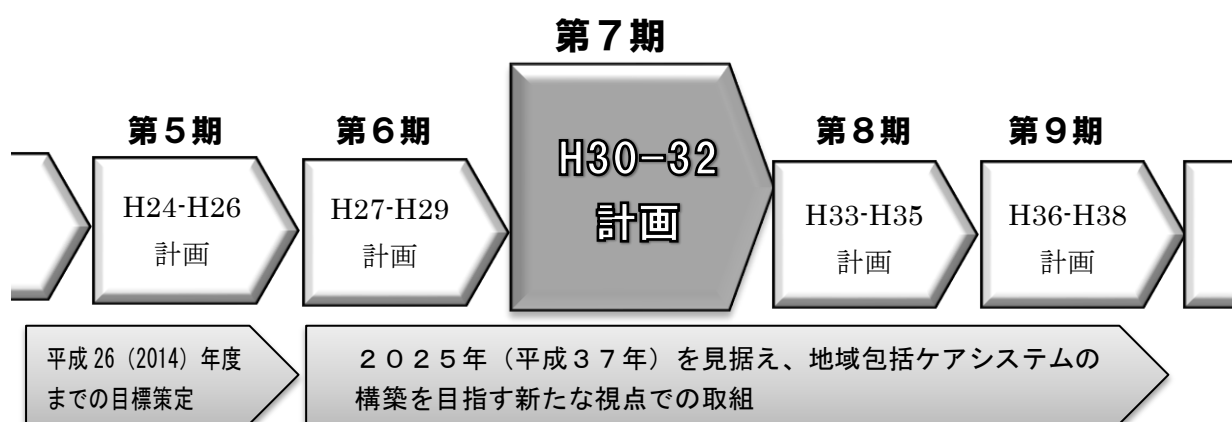 第７期
第５期
第６期
第８期
第９期
H24-H26
計画
H27-H29
計画
H30-32
計画
H33-H35
計画
H36-H38
計画
平成26（2014）年度
までの目標策定
２０２５年（平成３７年）を見据え、地域包括ケアシステムの
構築を目指す新たな視点での取組